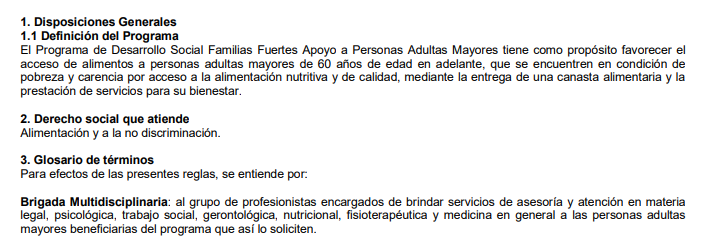 1. Disposiciones Generales
1.1 Definición del Programa
El Programa de Desarrollo Social Familias Fuertes Apoyo a Personas Adultas Mayores tiene como propósito favorecer el
acceso de alimentos a personas adultas mayores de 60 años de edad en adelante, que se encuentren en condición de
pobreza y carencia por acceso a la alimentación nutritiva y de calidad, mediante la entrega de una canasta alimentaria y la
prestación de servicios para su bienestar.
2. Derecho social que atiende
Alimentación y a la no discriminación.
3. Glosario de términos
Para efectos de las presentes reglas, se entiende por:
Brigada Multidisciplinaria: al grupo de profesionistas encargados de brindar servicios de asesoría y atención en materia
legal, psicológica, trabajo social, gerontológica, nutricional, fisioterapéutica y medicina en general a las personas adultas
mayores beneficiarias del programa que así lo soliciten.